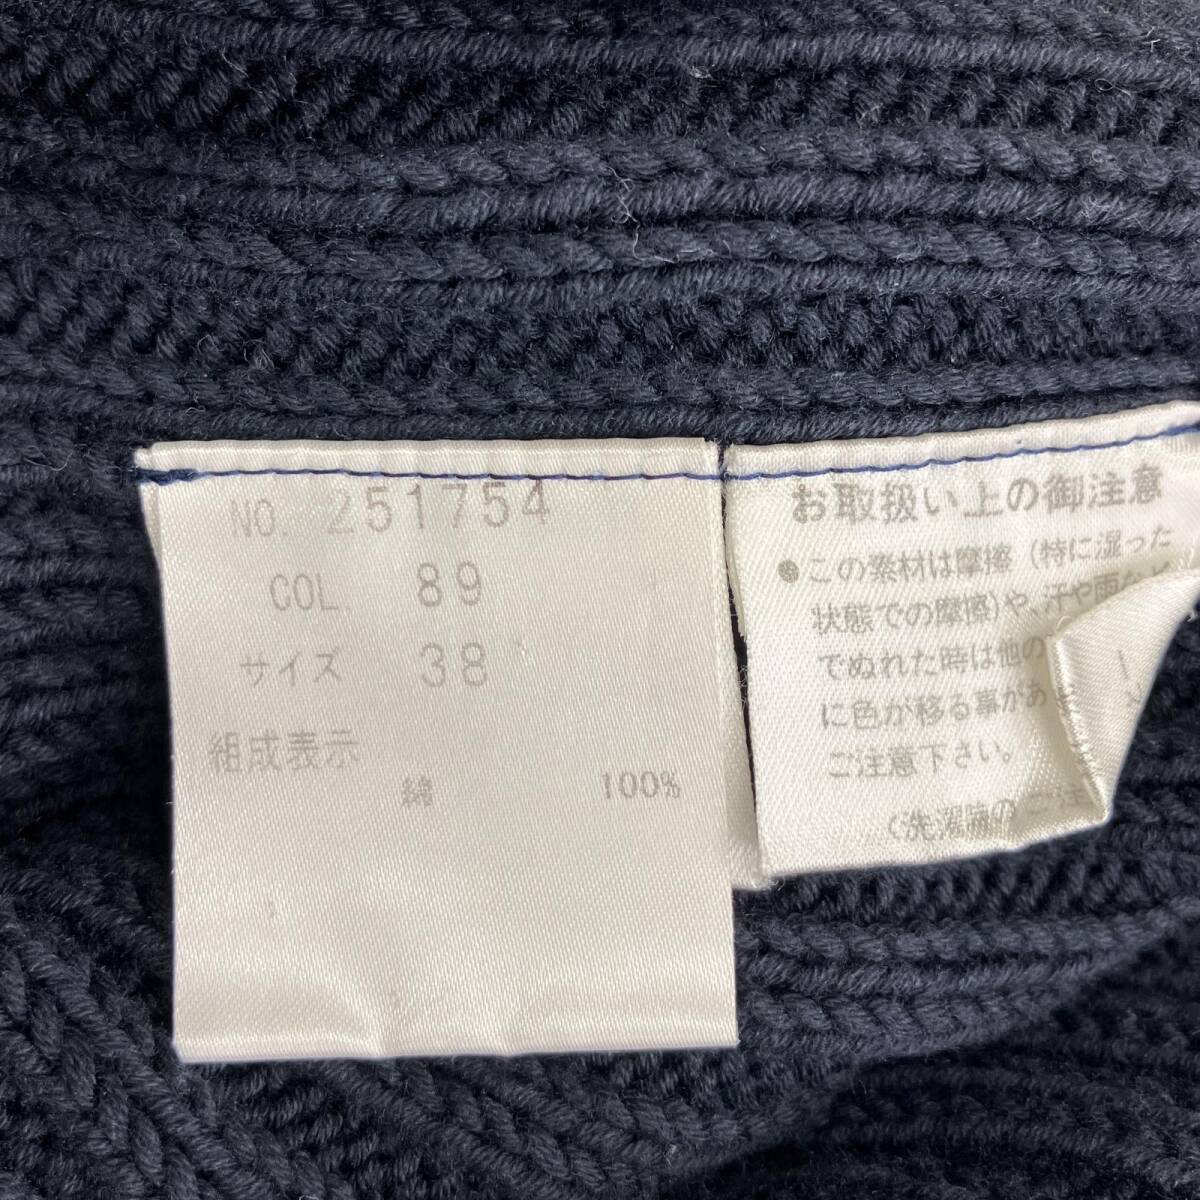 NO. 251754
COL. 89
サイズ 38
組成表示
綿 100%
お取扱い上の御注意
●この素材は摩擦(特に湿った
状態での摩擦)や、汗や雨など
でぬれた時は他の
に色が移る事があ
ご注意下さい。
(洗濯時のご注